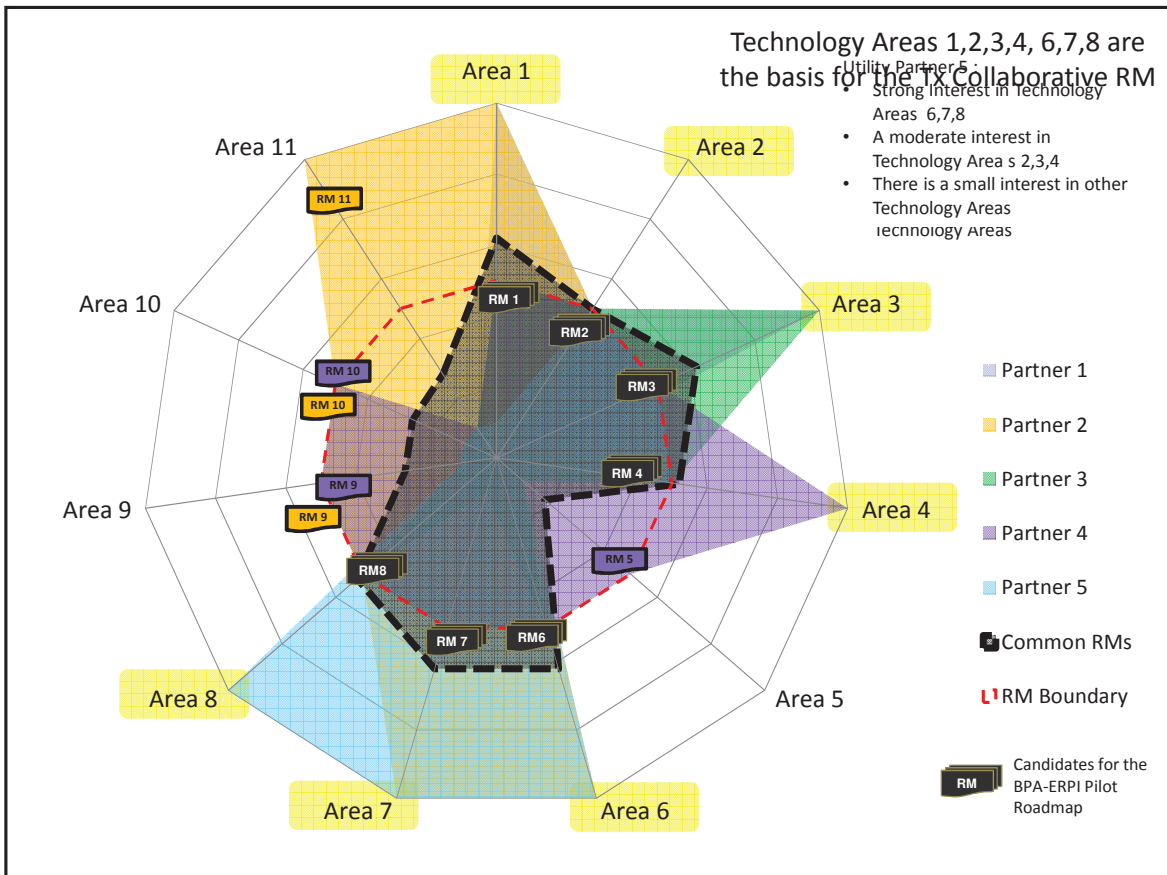 Technology Areas 1,2,3,4, 6,7,8 are
the basis for the Tx Collaborative RM
Utility Partner 5 :
• Strong Interest in Technology
Areas 6,7,8
• A moderate interest in
Technology Area s 2,3,4
• There is a small interest in other
Technology Areas
Technology Areas
Area 1
Area 2
Area 3
Area 4
Area 5
Area 6
Area 7
Area 8
Area 9
Area 10
Area 11
RM 11
RM 1
RM2
RM3
RM 4
RM 5
RM6
RM 7
RM8
RM 9
RM 9
RM 10
RM 10
Partner 1
Partner 2
Partner 3
Partner 4
Partner 5
Common RMs
RM Boundary
RM
Candidates for the
BPA-ERPI Pilot
Roadmap